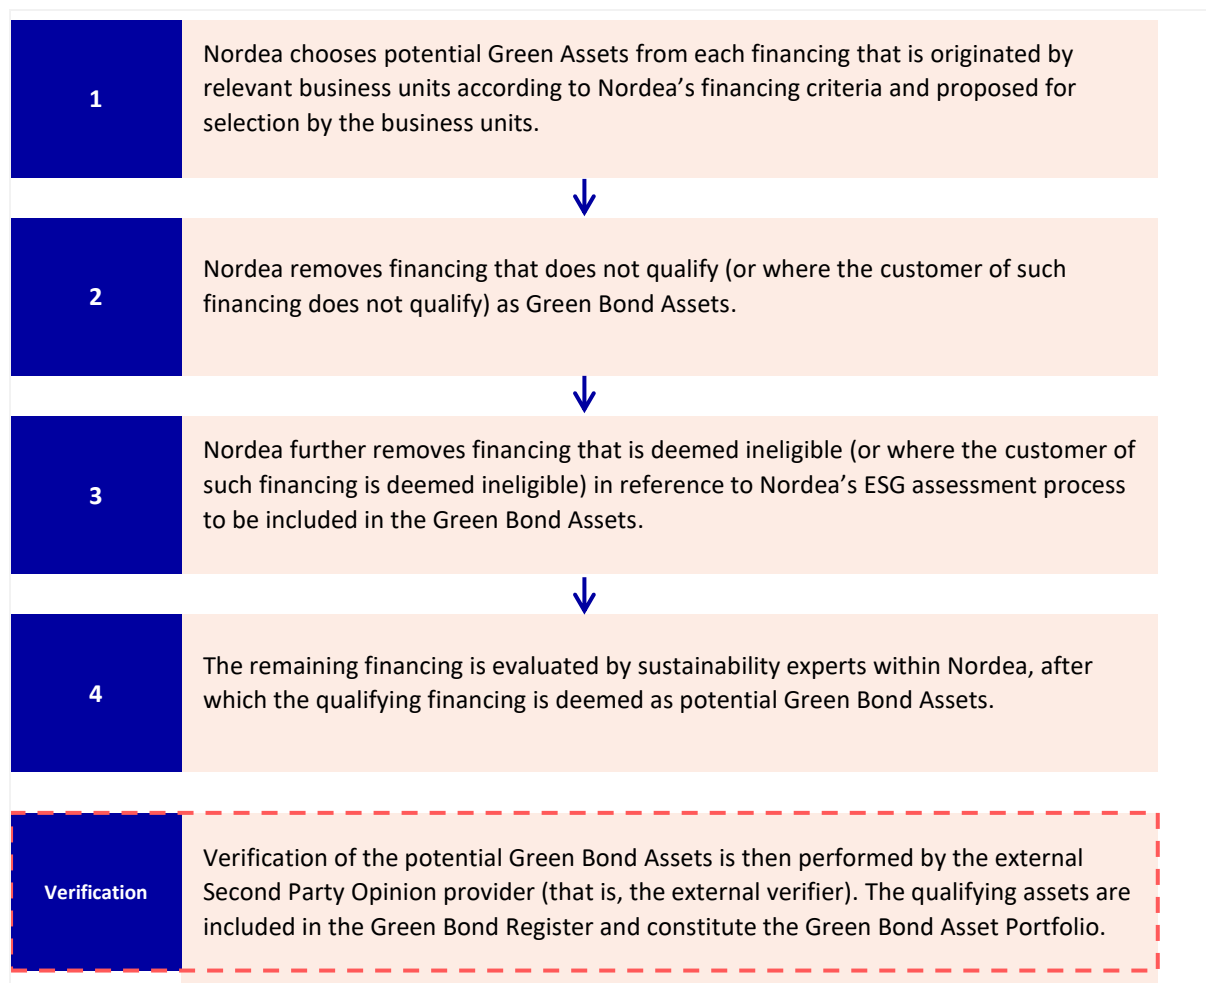 1
Nordea chooses potential Green Assets from each financing that is originated by
relevant business units according to Nordea’s financing criteria and proposed for
selection by the business units.
2
Nordea removes financing that does not qualify (or where the customer of such
financing does not qualify) as Green Bond Assets.
3
Nordea further removes financing that is deemed ineligible (or where the customer of
such financing is deemed ineligible) in reference to Nordea’s ESG assessment process
to be included in the Green Bond Assets.
4
The remaining financing is evaluated by sustainability experts within Nordea, after
which the qualifying financing is deemed as potential Green Bond Assets.
Verification
Verification of the potential Green Bond Assets is then performed by the external
Second Party Opinion provider (that is, the external verifier). The qualifying assets are
included in the Green Bond Register and constitute the Green Bond Asset Portfolio.